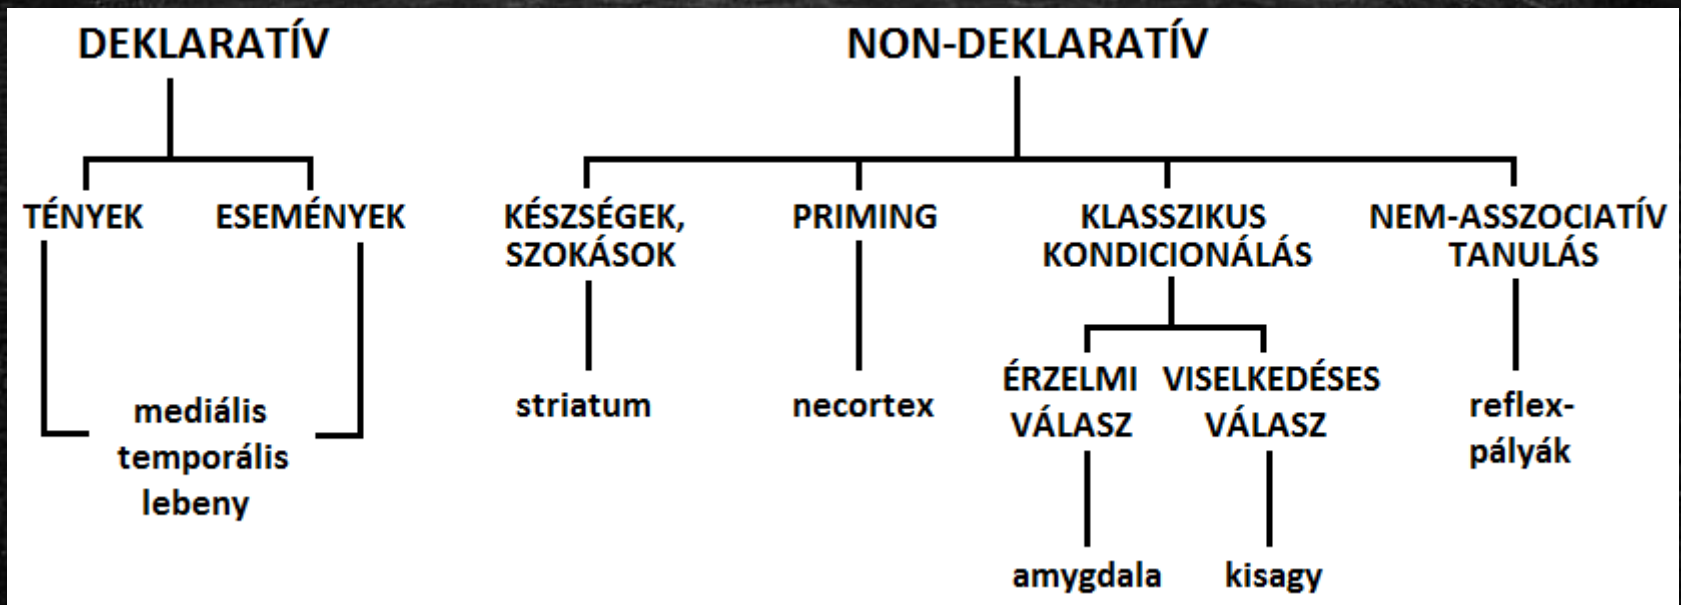 DEKLARATÍV
NON-DEKLARATÍV
TÉNYEK
ESEMÉNYEK
KÉSZSÉGEK,
SZOKÁSOK
PRIMING
KLASSZIKUS
KONDICIONÁLÁS
NEM-ASSZOCIATÍV
TANULÁS
mediális
temporális
lebeny
striatum
necortex
ÉRZELMI
VÁLASZ
VISELKEDÉSES
VÁLASZ
reflex-
pályák
amygdala
kisagy